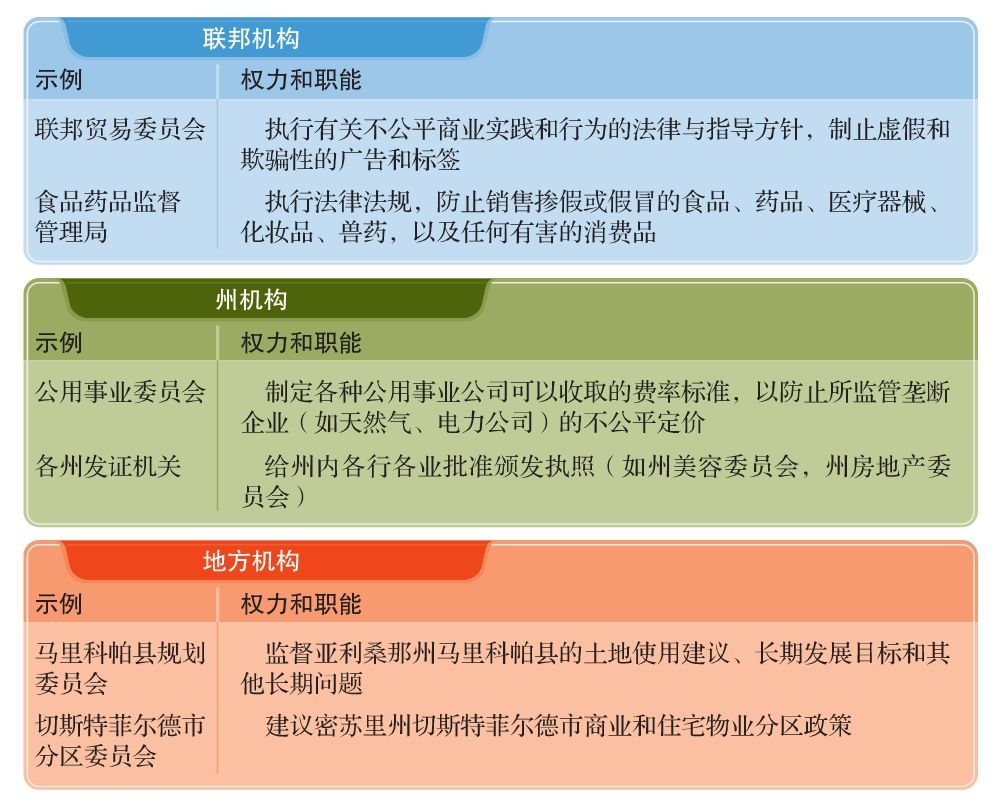 联邦机构
示例 权力和职能
联邦贸易委员会 执行有关不公平商业实践和行为的法律与指导方针，制止虚假和
欺骗性的广告和标签
食品药品监督 执行法律法规，防止销售掺假或假冒的食品、药品、医疗器械、
管理局 化妆品、兽药，以及任何有害的消费品
州机构
示例 权力和职能
公用事业委员会 制定各种公用事业公司可以收取的费率标准，以防止所监管垄断
企业（如天然气、电力公司）的不公平定价
各州发证机关 给州内各行各业批准颁发执照（如州美容委员会，州房地产委
员会）
地方机构
示例 权力和职能
马里科帕县规划 监督亚利桑那州马里科帕县的土地使用建议、长期发展目标和其
委员会 他长期问题
切斯特菲尔德市 建议密苏里州切斯特菲尔德市商业和住宅物业分区政策
分区委员会